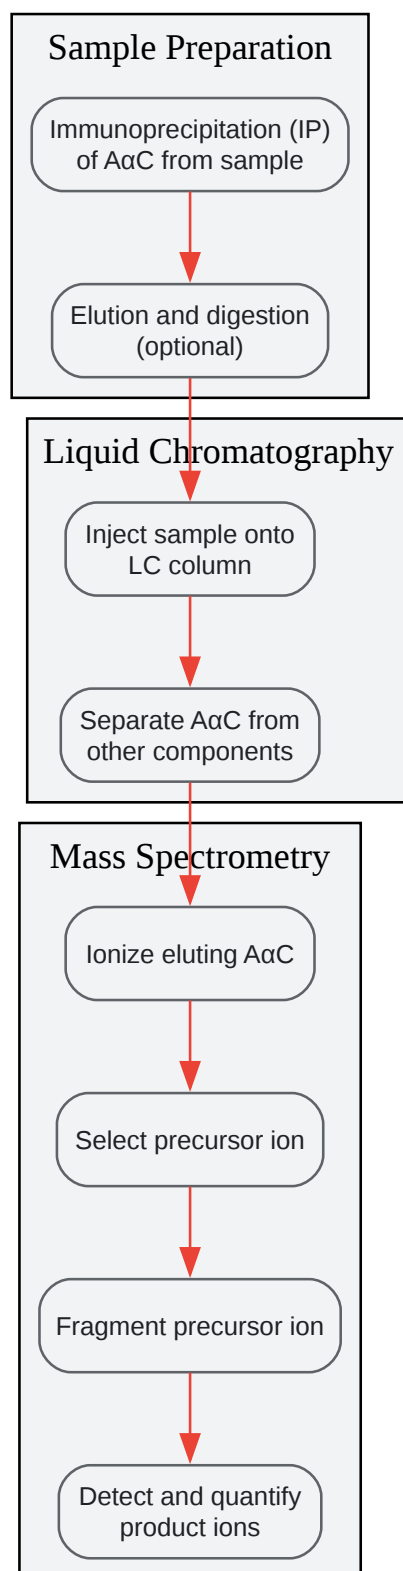 Sample Preparation
Immunoprecipitation (IP)
of AαC from sample
Elution and digestion
(optional)
Liquid Chromatography
Inject sample onto
LC column
Separate AαC from
other components
Mass Spectrometry
Ionize eluting AαC
Select precursor ion
Fragment precursor ion
Detect and quantify
product ions